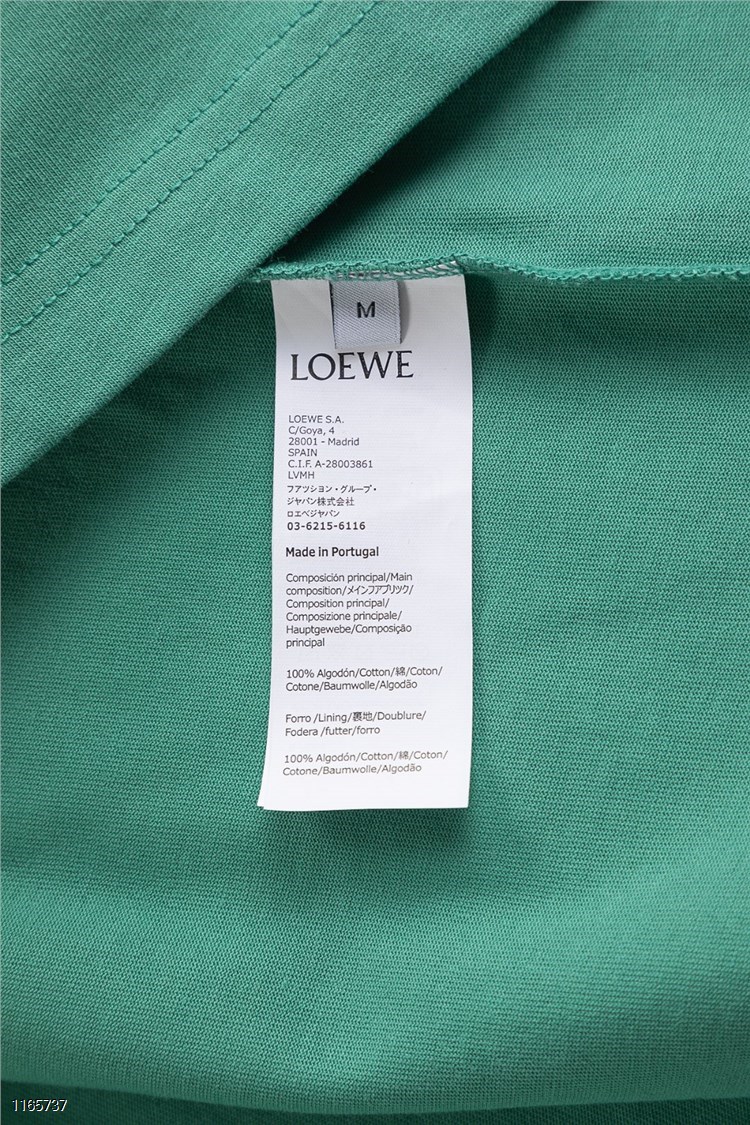 M
LOEWE
LOEWE S.A.
C/Goya, 4
28001 - Madrid
SPAIN
C.I.F. A-28003861
LVMH
フアツション・グループ・
ジャパン株式会社
ロエベジャパン
03-6215-6116
Made in Portugal
Composición principal/Main
composition/メインファブリック/
Composition principal/
Composizione principale/
Hauptgewebe/Composição
principal
100% Algodón/Cotton/綿/Coton/
Cotone/Baumwolle/Algodão
Forro /Lining/裏地/Doublure/
Fodera /futter/forro
100% Algodón/Cotton/綿/Coton/
Cotone/Baumwolle/Algodão
1165737